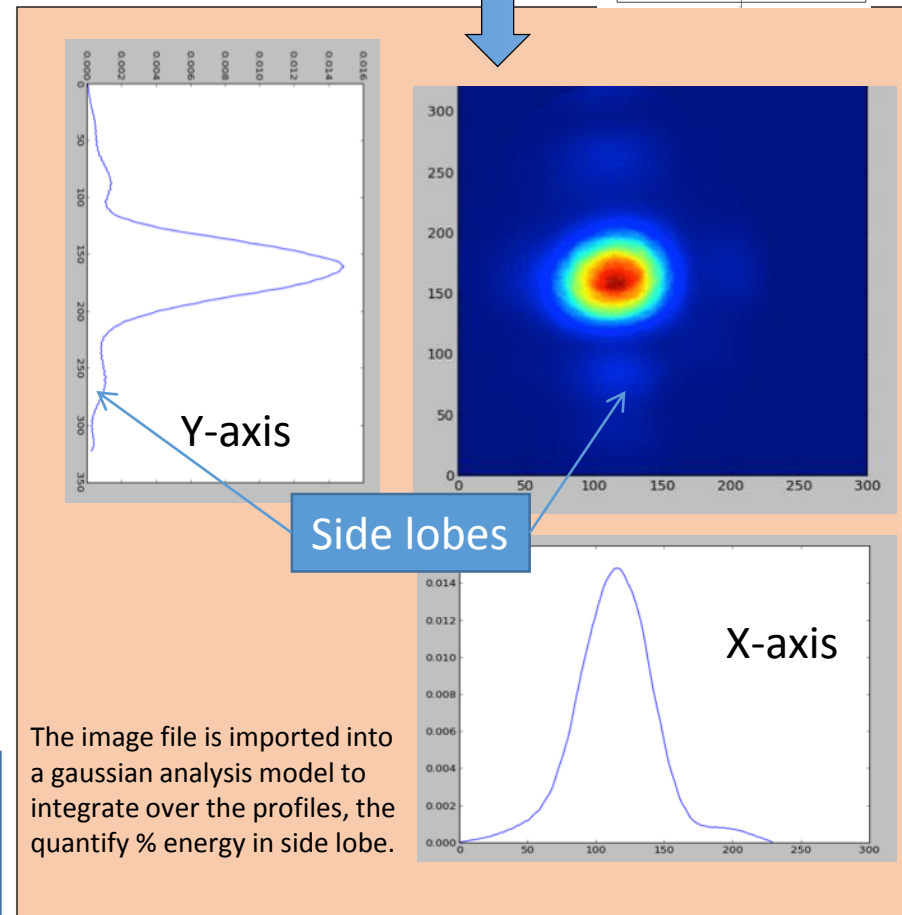 0.000 0.002 0.004 0.006 0.008 0.010 0.012 0.014 0.016
0
50
100
150
200
250
300
350
Y-axis
300
250
200
150
100
50
0
0 50 100 150 200 250 300
Side lobes
0.014
0.012
0.010
0.008
0.006
0.004
0.002
0.000
50 100 150 200 250 300
X-axis
The image file is imported into
a gaussian analysis model to
integrate over the profiles, the
quantify % energy in side lobe.